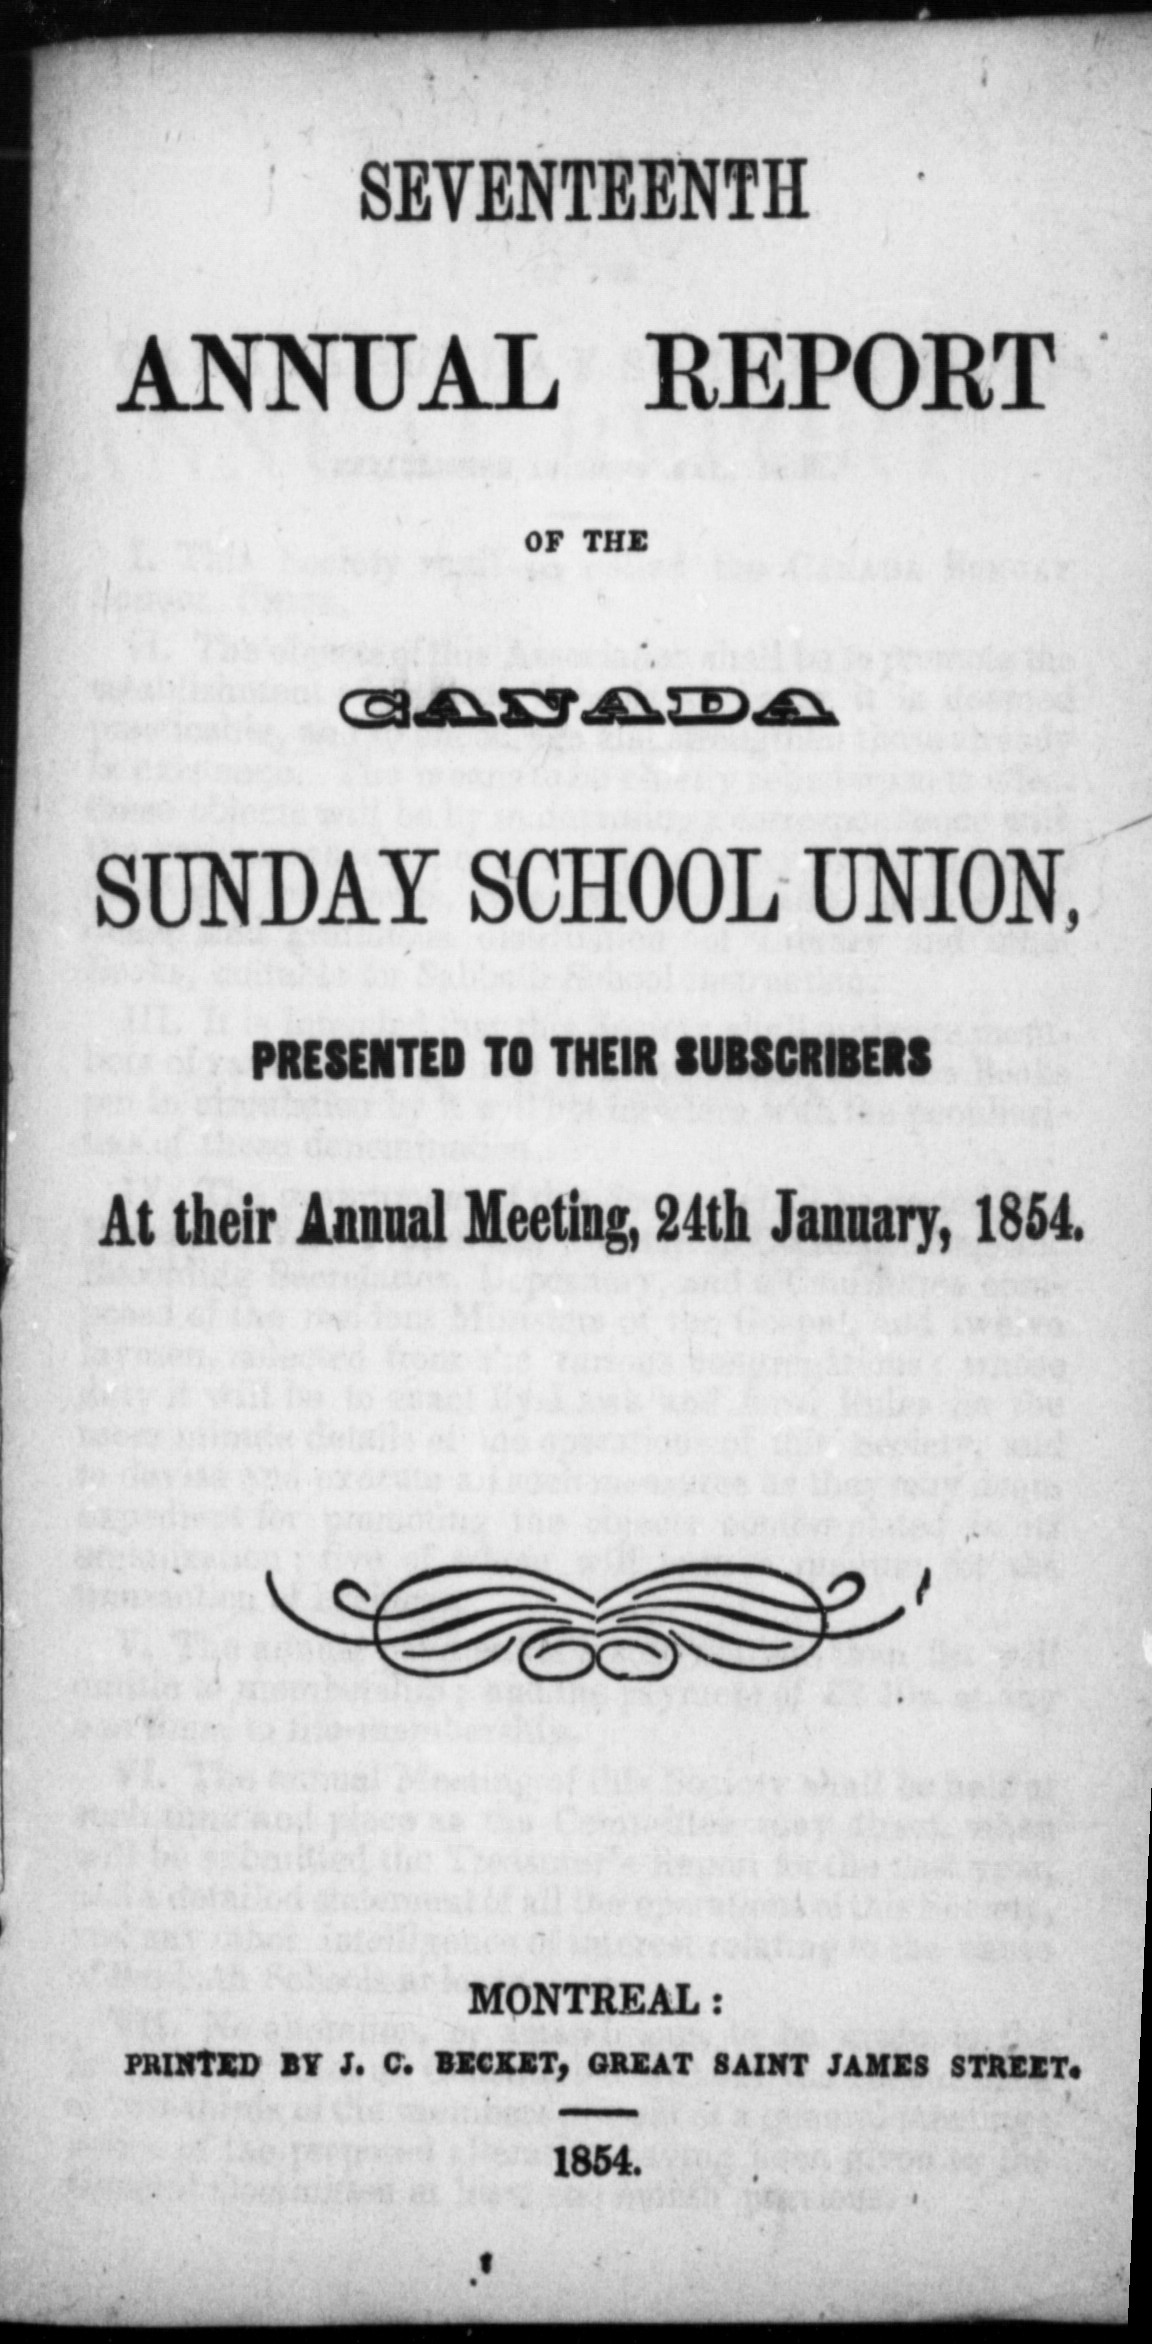 SEVENTEENTH
ANNUAL REPORT
OF THE
CANADA
SUNDAY SCHOOL UNION,
PRESENTED TO THEIR SUBSCRIBERS
At their Annual Meeting, 24th January, 1854.
MONTREAL:
PRINTED BY J. C. BECKET, GREAT SAINT JAMES STREET.
1854.